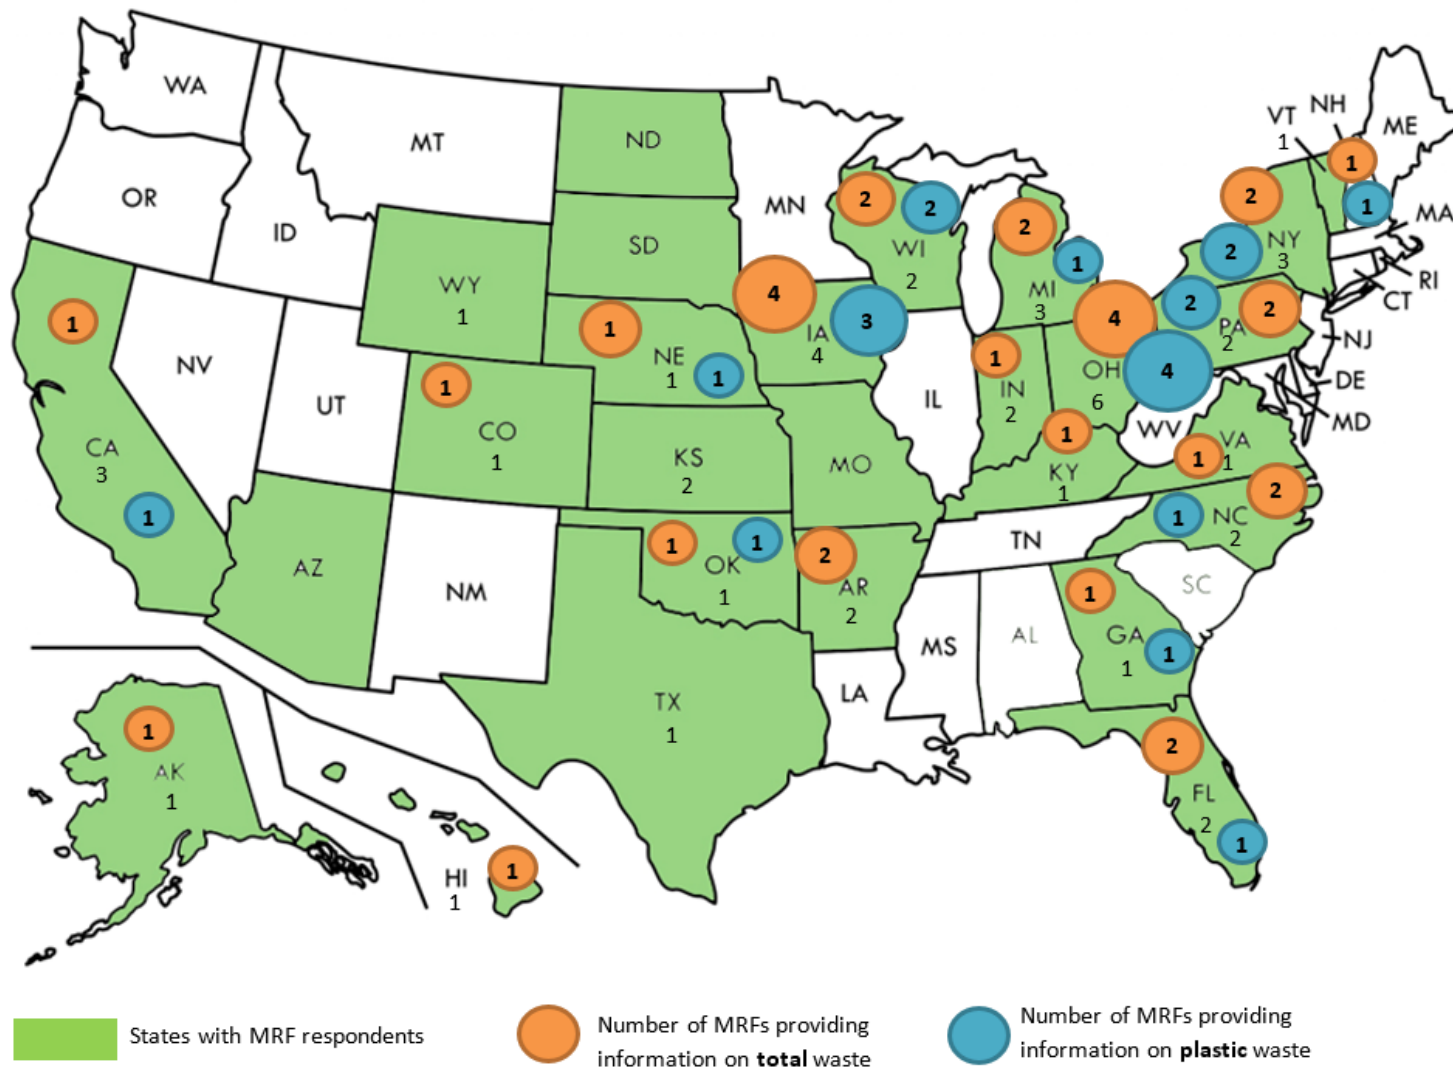 WA
MT
ND
OR
ID
MN
SD
WY
1
NV
UT
CA
3
1
1
CO
1
1
NE
1
1
1
KS
2
IA
4
4
3
WI
2
2
2
MI
3
2
1
IL
IN
2
1
OH
6
4
4
KY
1
1
WV
VA
1
1
PA
2
2
2
NY
3
2
2
VT
1
NH
1
1
ME
MA
RI
CT
NJ
DE
MD
MO
AZ
NM
OK
1
1
1
AR
2
2
TN
NC
2
1
2
SC
MS
AL
GA
1
1
1
LA
TX
1
FL
2
2
1
AK
1
1
HI
1
1
States with MRF respondents
Number of MRFs providing
information on total waste
Number of MRFs providing
information on plastic waste